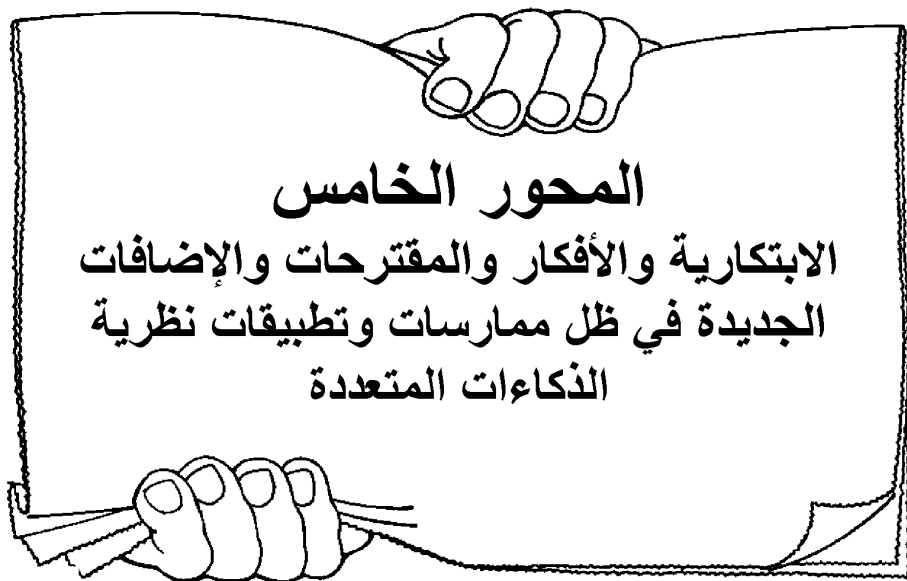 المحور الخامس
الابتكارية والأفكار والمقترحات والإضافات
الجديدة في ظل ممارسات وتطبيقات نظرية
الذكاءات المتعددة